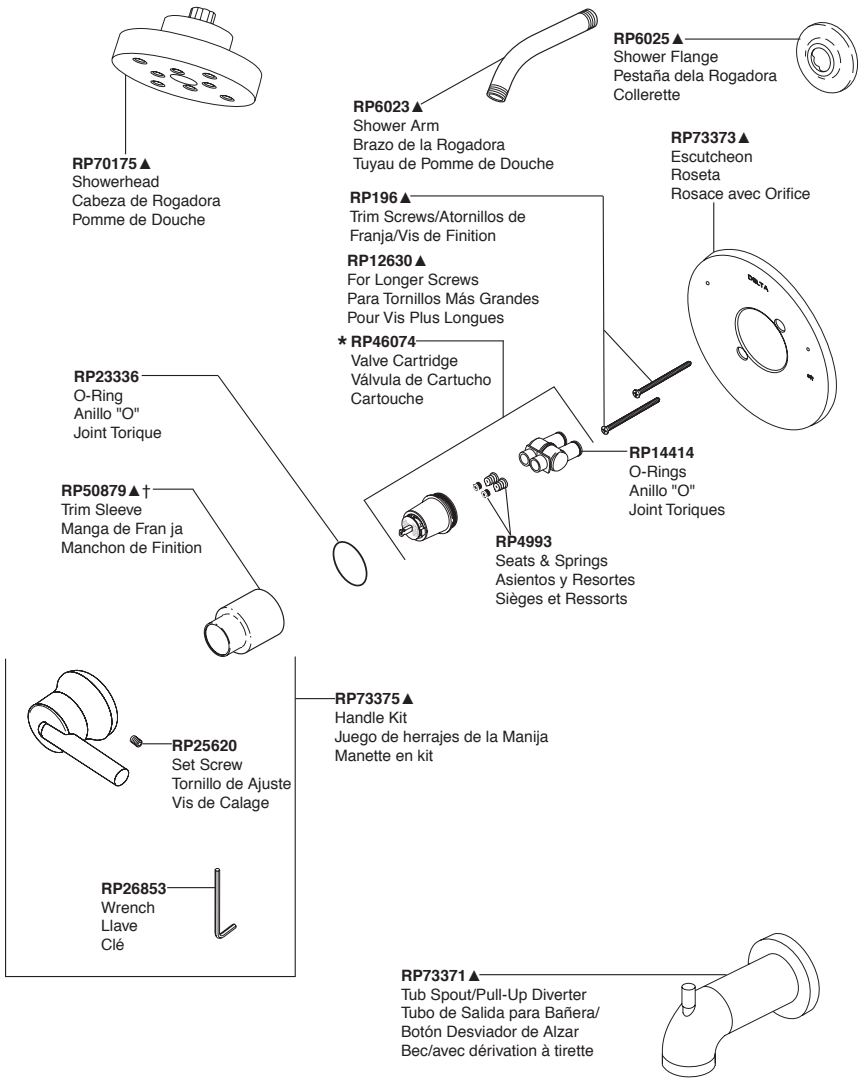 RP6025▲
Shower Flange
Pestaña dela Rogadora
Collerette
RP6023▲
Shower Arm
Brazo de la Rogadora
Tuyau de Pomme de Douche
RP70175▲
Showerhead
Cabeza de Rogadora
Pomme de Douche
RP73373▲
Escutcheon
Roseta
Rosace avec Orifice
RP196▲
Trim Screws/Atornillos de
Franja/Vis de Finition
RP12630▲
For Longer Screws
Para Tornillos Más Grandes
Pour Vis Plus Longues
DELTA
* RP46074
Valve Cartridge
Válvula de Cartucho
Cartouche
RP23336
O-Ring
Anillo "O"
Joint Torique
RP14414
O-Rings
Anillo "O"
Joint Toriques
RP50879▲†
Trim Sleeve
Manga de Fran ja
Manchon de Finition
RP4993
Seats & Springs
Asientos y Resortes
Sièges et Ressorts
RP73375▲
Handle Kit
Juego de herrajes de la Manija
Manette en kit
RP25620
Set Screw
Tornillo de Ajuste
Vis de Calage
RP26853
Wrench
Llave
Clé
RP73371▲
Tub Spout/Pull-Up Diverter
Tubo de Salida para Bañera/
Botón Desviador de Alzar
Bec/avec dérivation à tirette